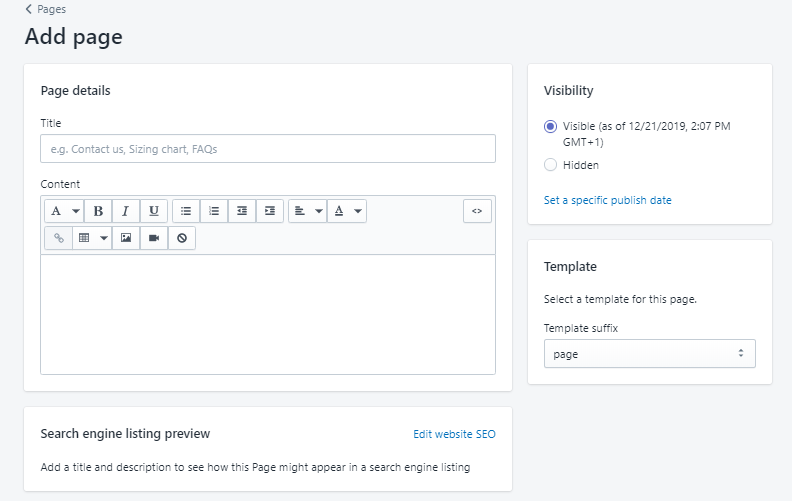 Pages
Add page
Page details
Title
e.g. Contact us, Sizing chart, FAQs
Content
A B I U A <>
Search engine listing preview
Edit website SEO
Add a title and description to see how this Page might appear in a search engine listing
Visibility
Visible (as of 12/21/2019, 2:07 PM
GMT+1)
Hidden
Set a specific publish date
Template
Select a template for this page.
Template suffix
page